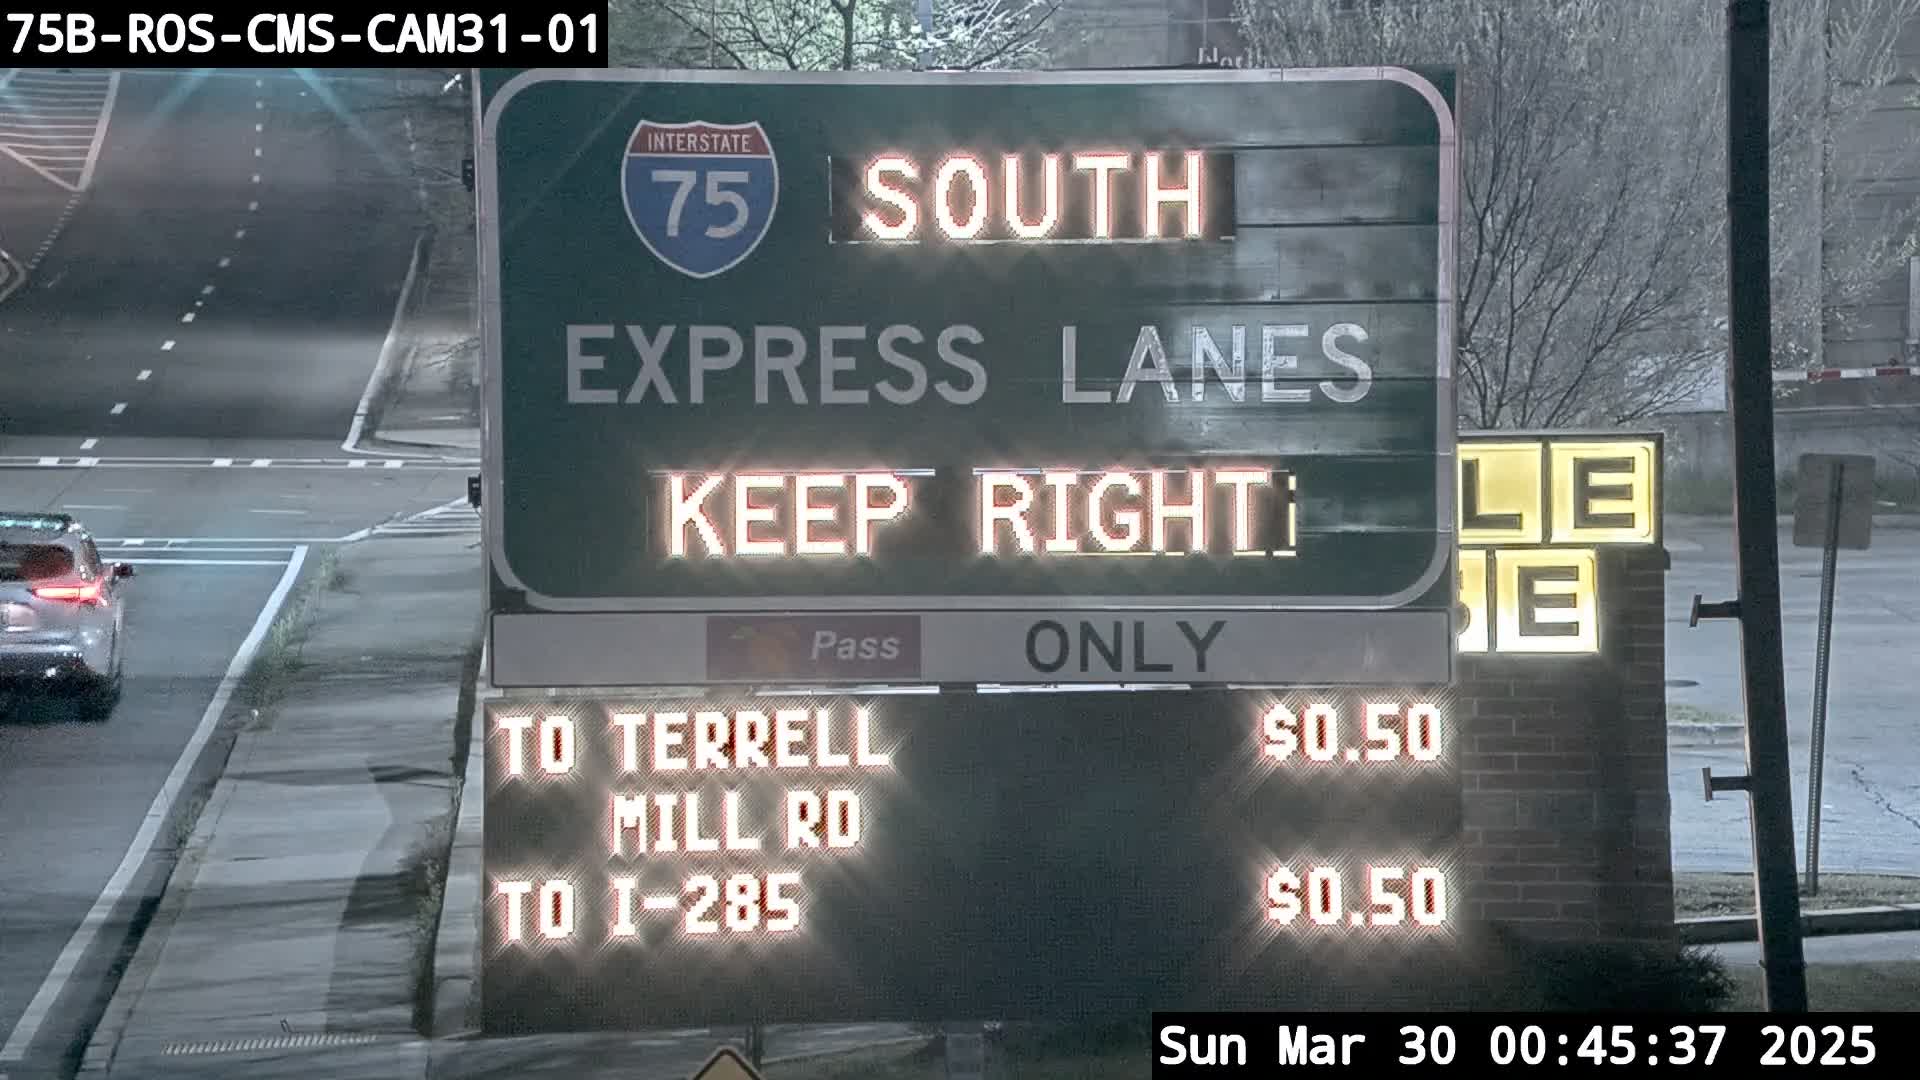 75B-ROS-CMS-CAM31-01
INTERSTATE
75
SOUTH
EXPRESS LANES
KEEP RIGHT
Pass ONLY
TO TERRELL $0.50
MILL RD
TO I-285 $0.50
LE
E
Sun Mar 30 00:45:37 2025